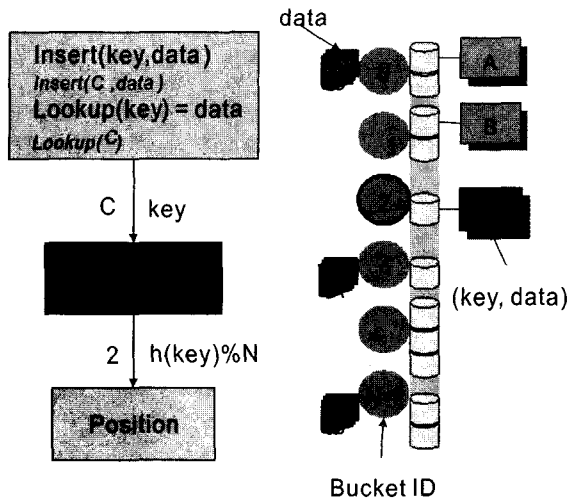 Insert(key,data)
Insert(C ,data)
Lookup(key) = data
Lookup(C)
C key
2 h(key)%N
Position
data
A
B
(key, data)
Bucket ID